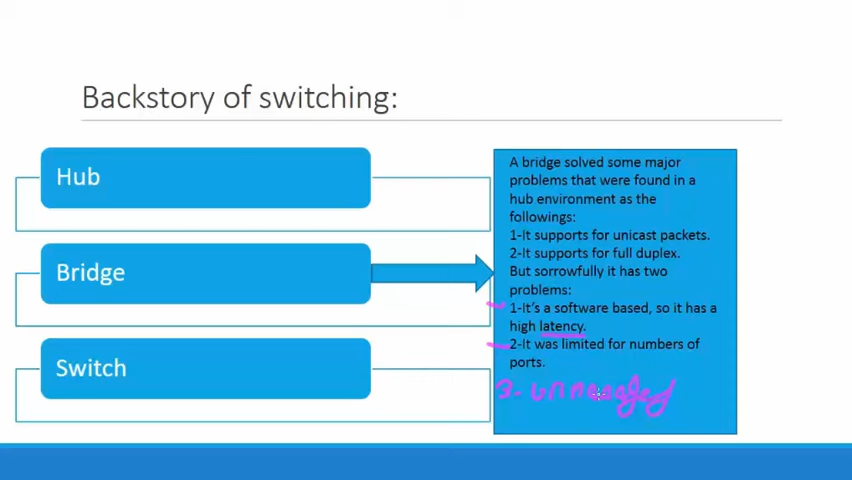 Backstory of switching:
Hub
Bridge
Switch
A bridge solved some major
problems that were found in a
hub environment as the
followings:
1-It supports for unicast packets.
2-It supports for full duplex.
But sorrowfully it has two
problems:
1-It's a software based, so it has a
high latency.
2-It was limited for numbers of
ports.
3-